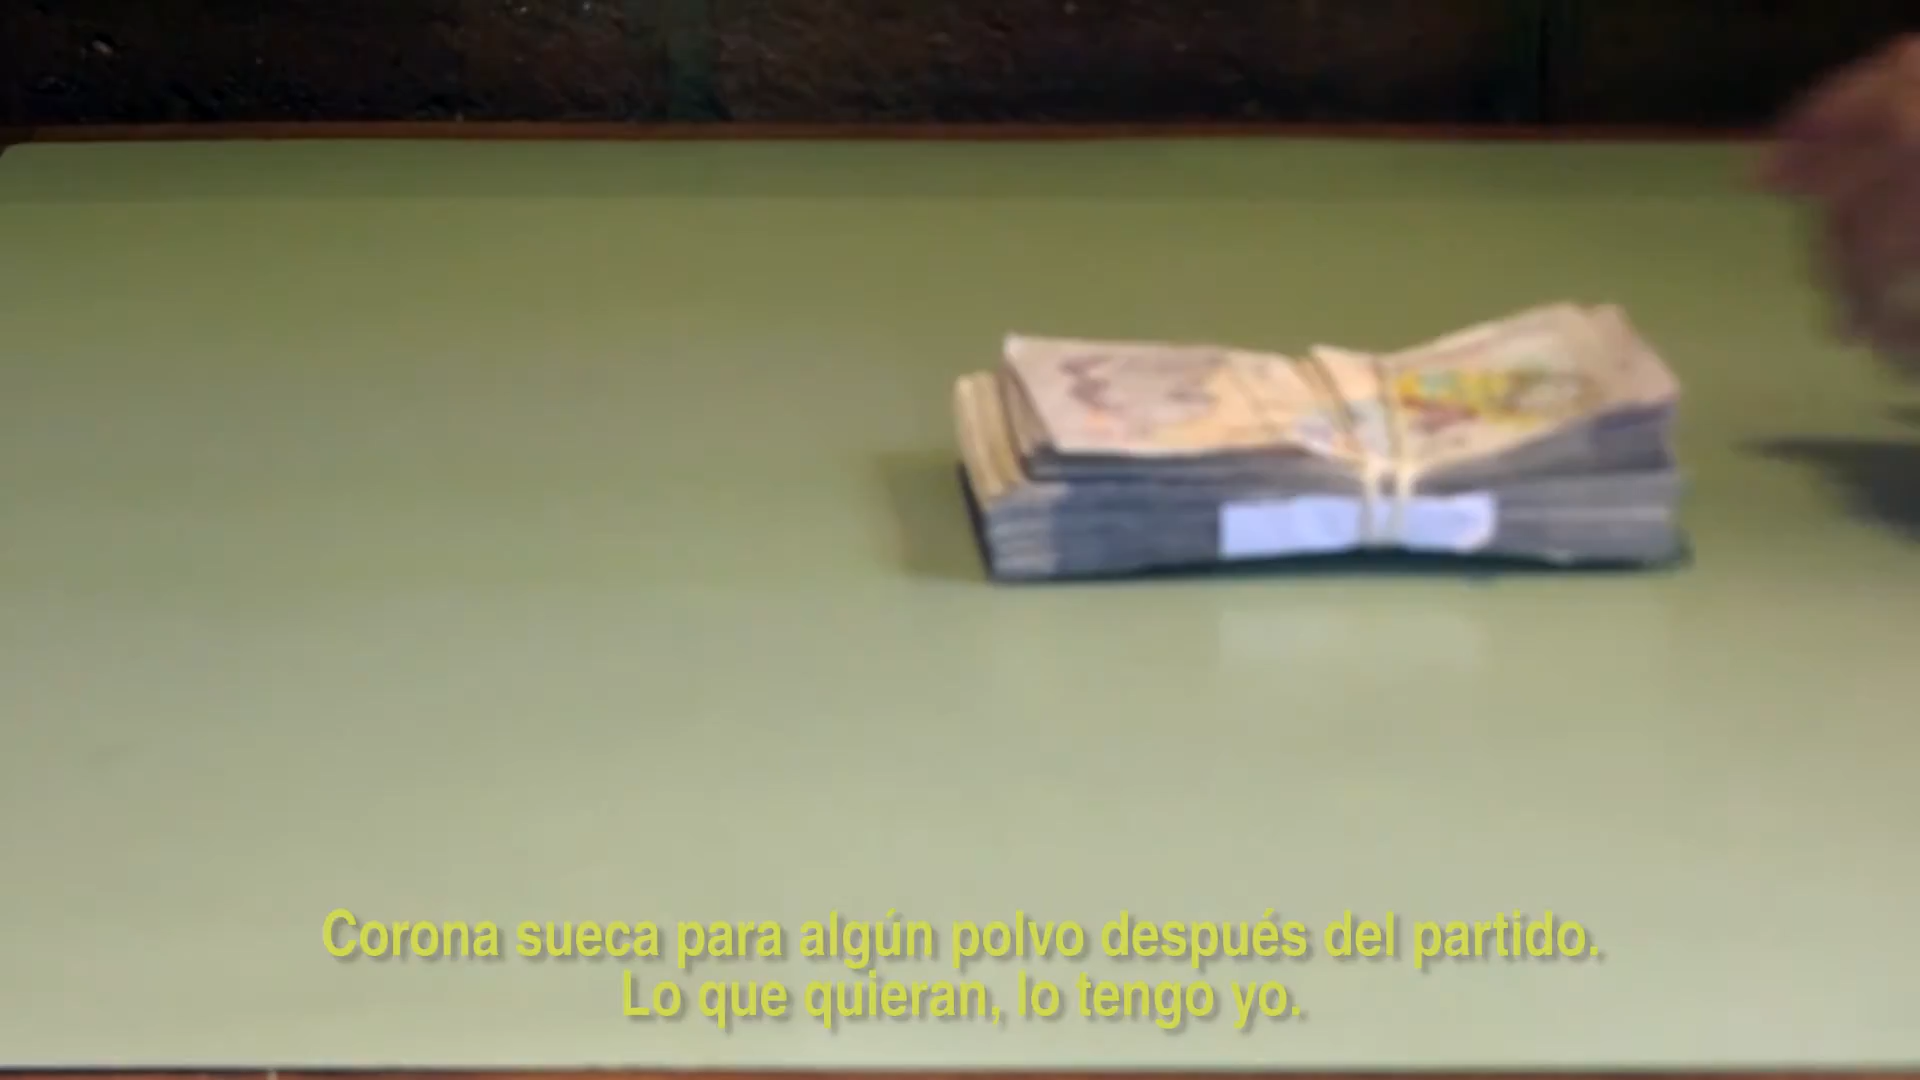 Corona sueca para algún polvo después del partido.
Lo que quieran, lo tengo yo.